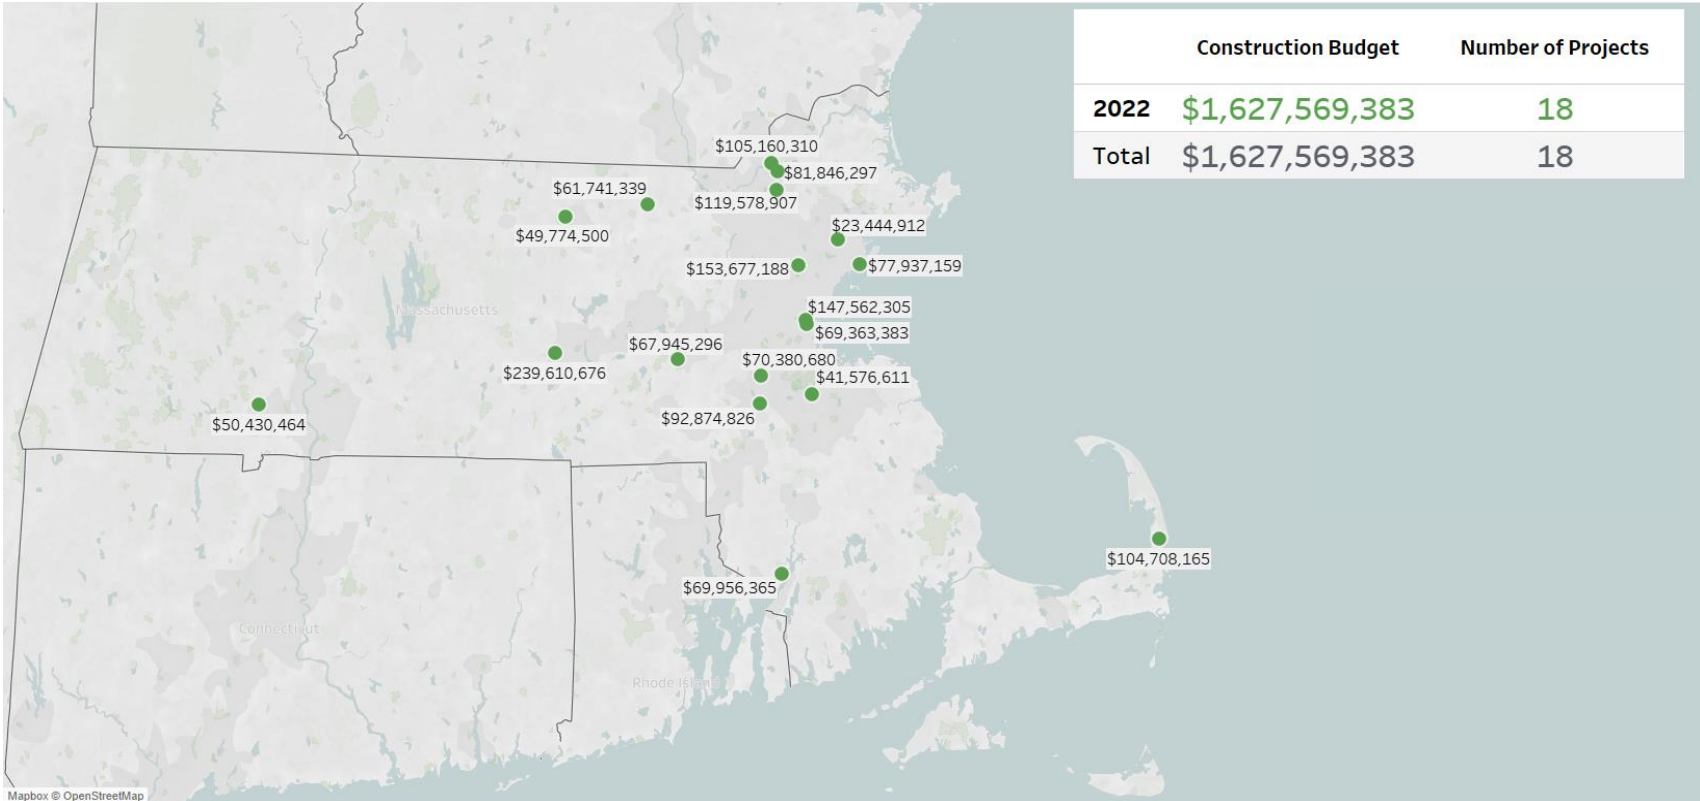 Construction Budget Number of Projects
2022 $1,627,569,383 18
Total $1,627,569,383 18
$105,160,310
$81,846,297
$61,741,339
$119,578,907
$49,774,500
$23,444,912
$153,677,188
$77,937,159
Massachusetts
$147,562,305
$69,363,383
$67,945,296
$70,380,680
$239,610,676
$41,576,611
$92,874,826
$50,430,464
$104,708,165
$69,956,365
Connecticut
Rhode Island
Mapbox © OpenStreetMap